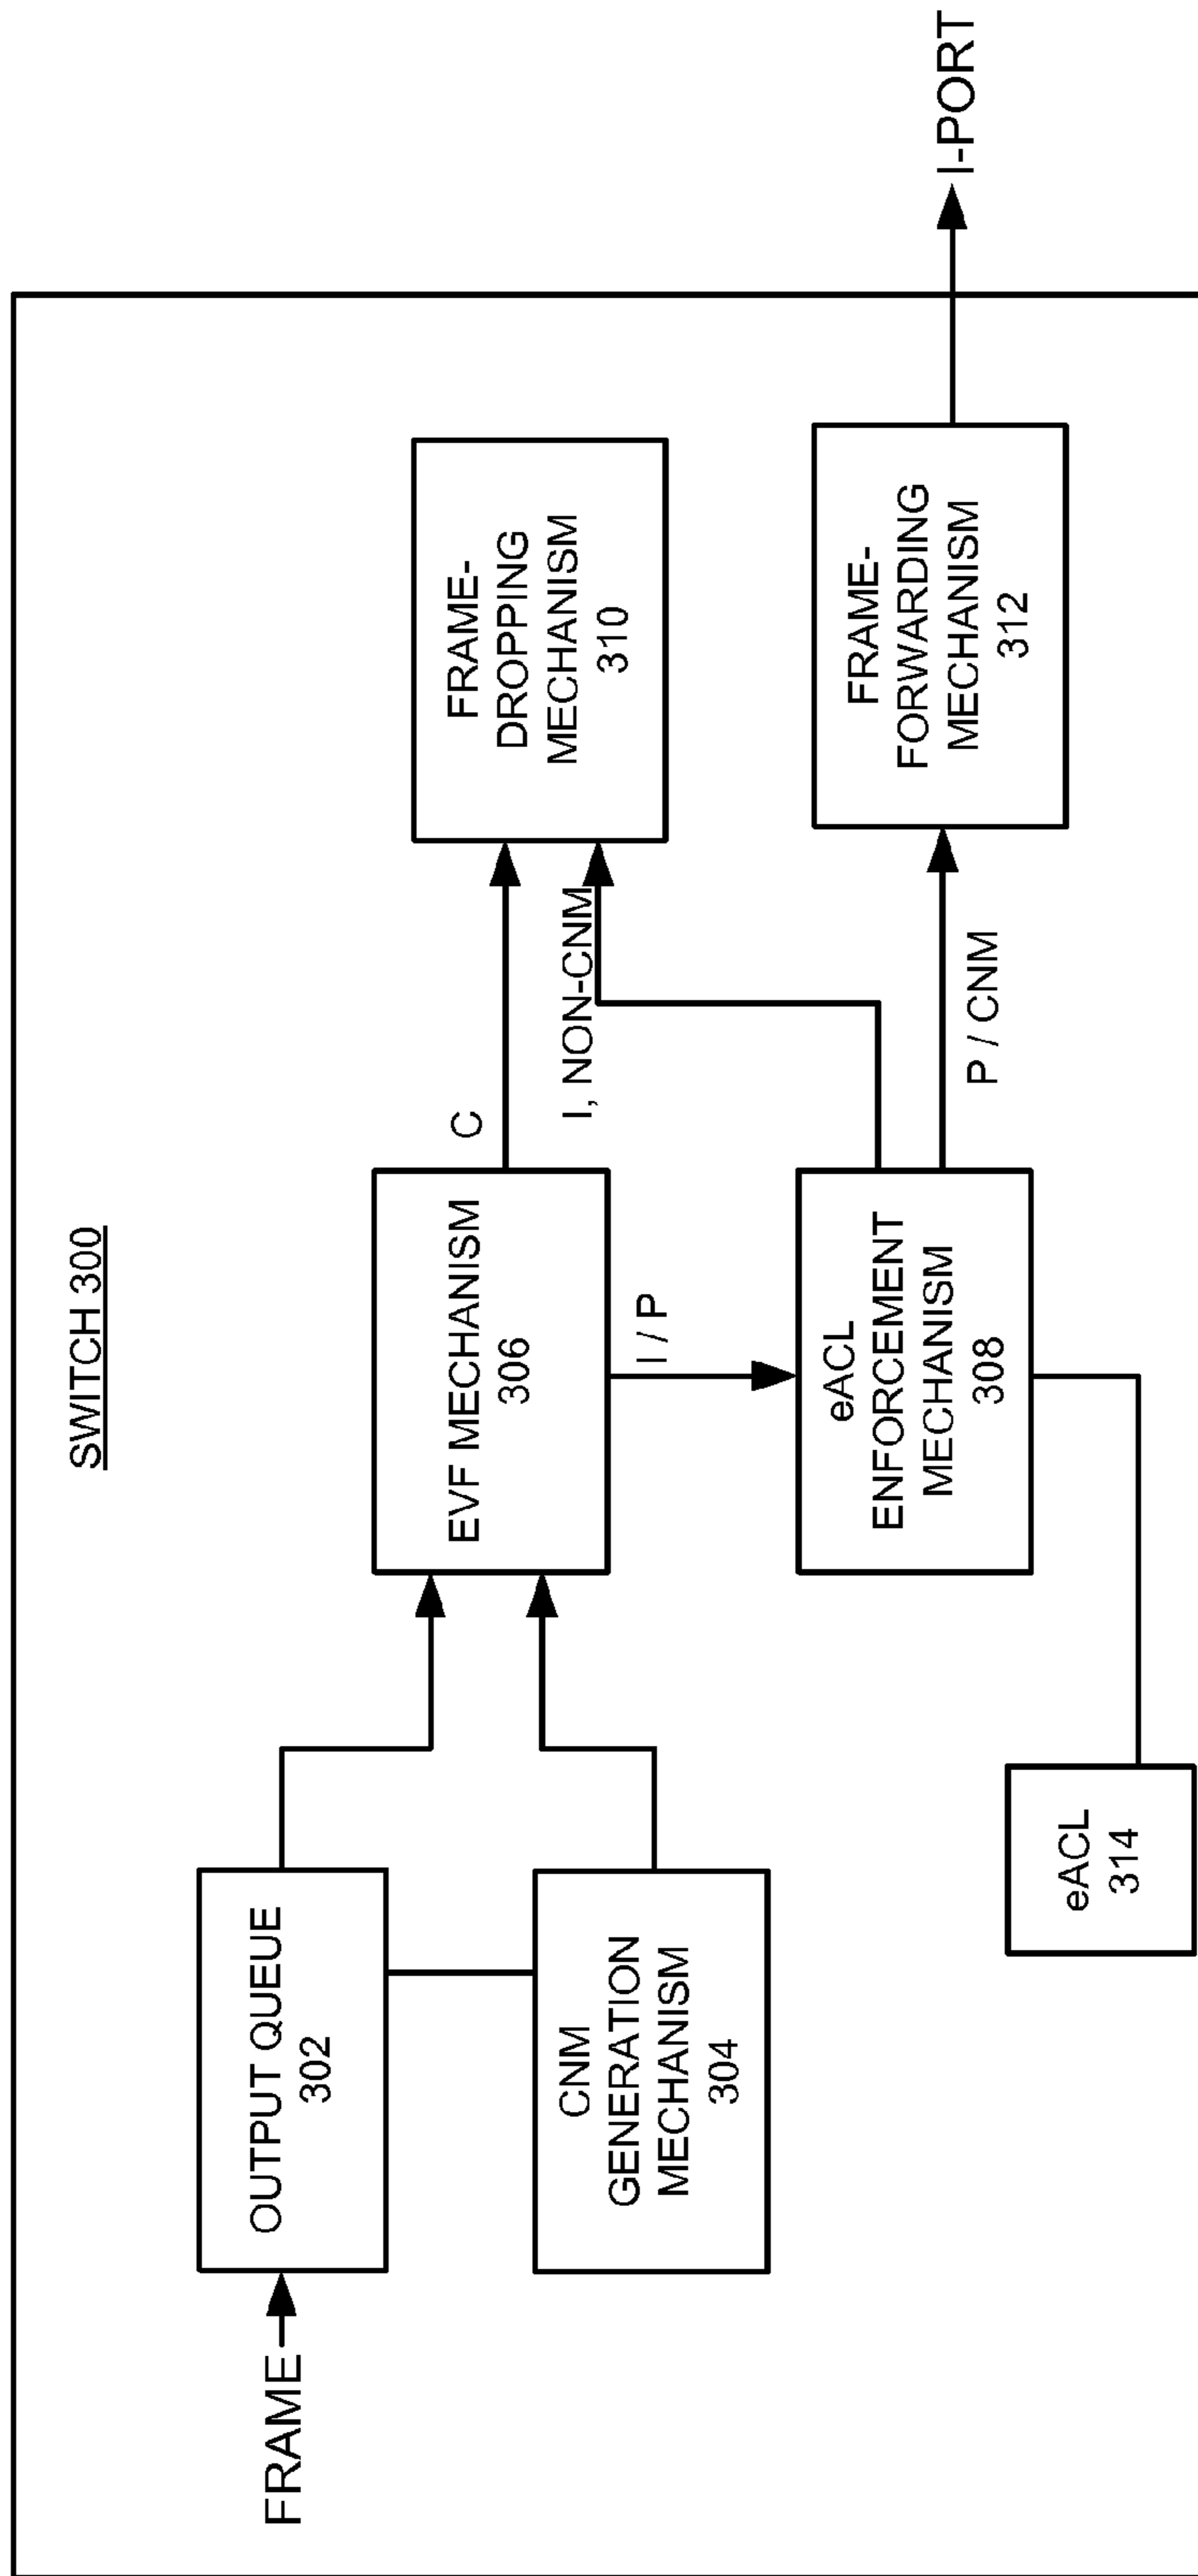 SWITCH 300
FRAME
OUTPUT QUEUE
302
CNM
GENERATION
MECHANISM
304
EVF MECHANISM
306
C
I / P
I, NON-CNM
FRAME-
DROPPING
MECHANISM
310
eACL
ENFORCEMENT
MECHANISM
308
P / CNM
FRAME-
FORWARDING
MECHANISM
312
I-PORT
eACL
314